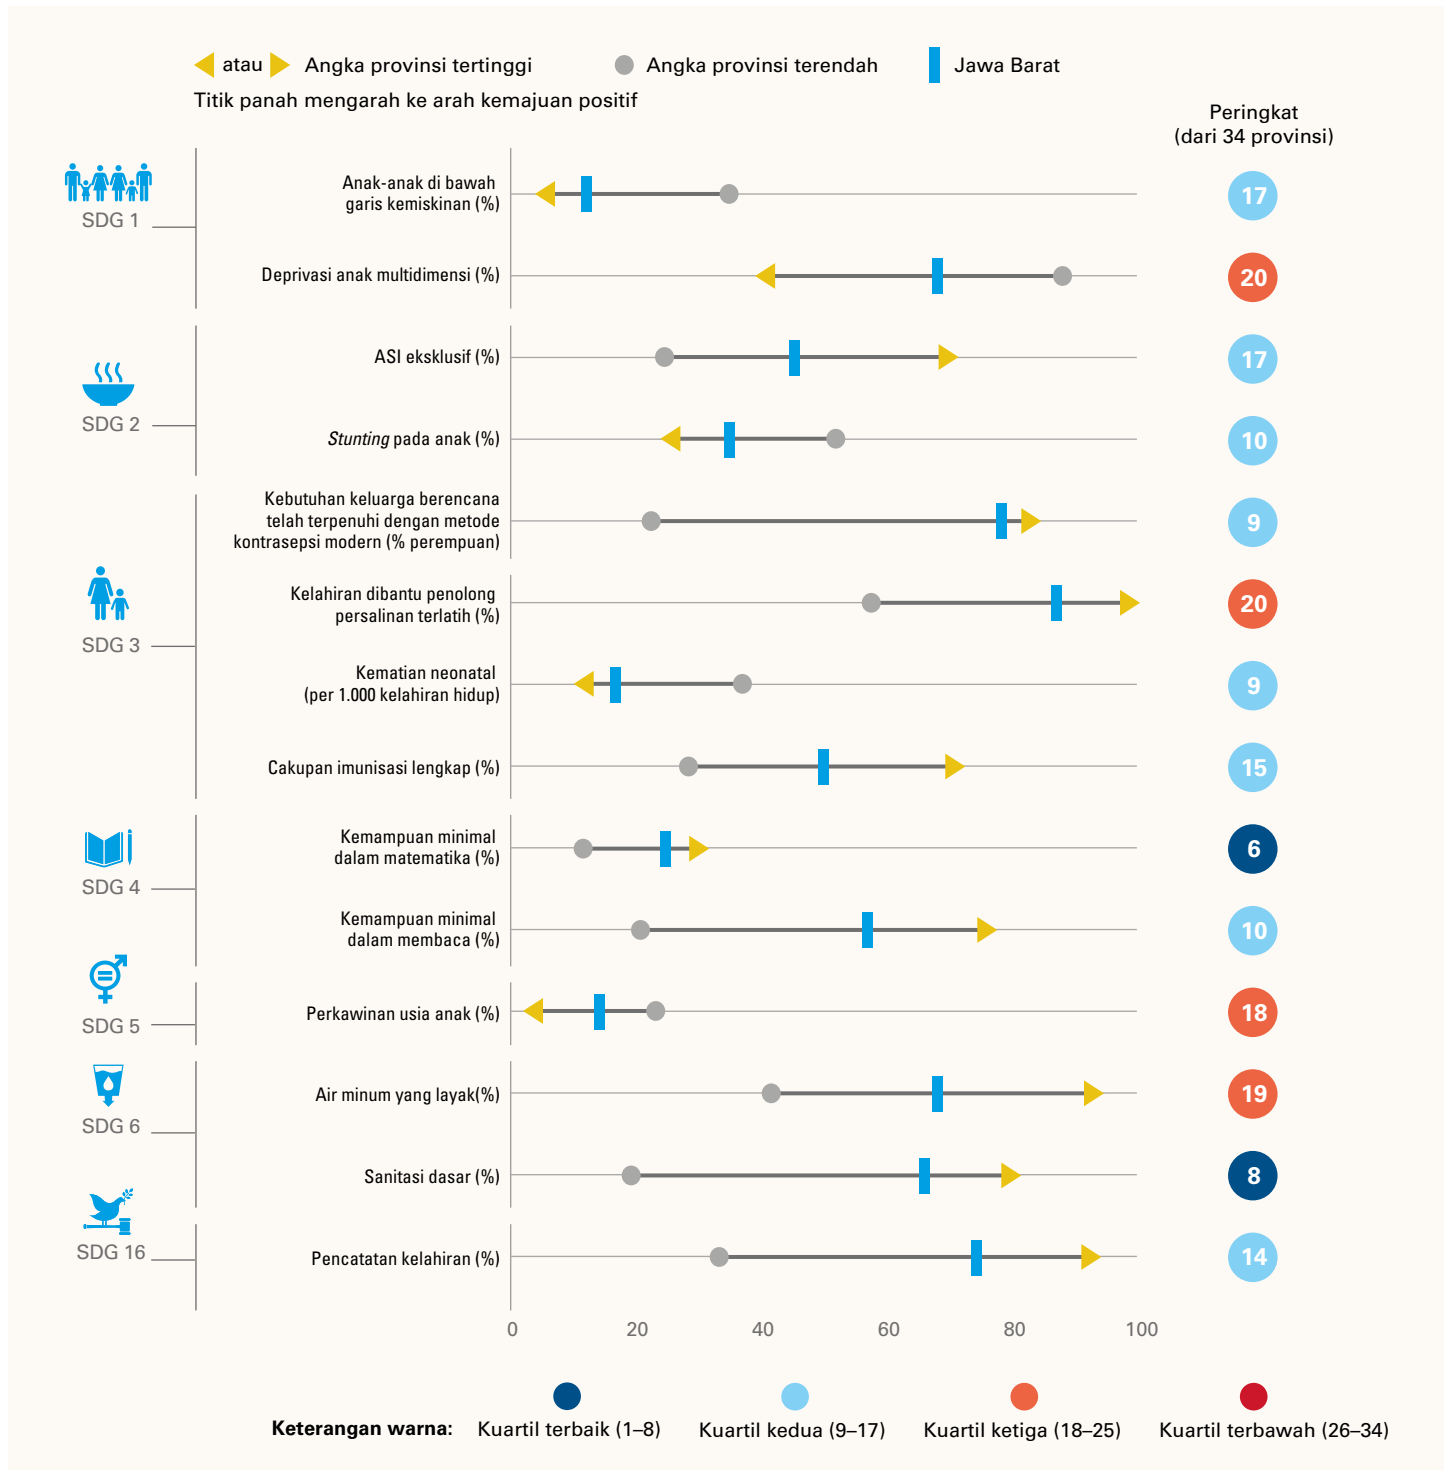 atau Angka provinsi tertinggi
Angka provinsi terendah
Jawa Barat
Titik panah mengarah ke arah kemajuan positif
Peringkat
(dari 34 provinsi)
SDG 1
Anak-anak di bawah
garis kemiskinan (%)
17
Deprivasi anak multidimensi (%)
20
SDG 2
ASI eksklusif (%)
17
Stunting pada anak (%)
10
SDG 3
Kebutuhan keluarga berencana
telah terpenuhi dengan metode
kontrasepsi modern (% perempuan)
9
Kelahiran dibantu penolong
persalinan terlatih (%)
20
Kematian neonatal
(per 1.000 kelahiran hidup)
9
Cakupan imunisasi lengkap (%)
15
SDG 4
Kemampuan minimal
dalam matematika (%)
6
Kemampuan minimal
dalam membaca (%)
10
SDG 5
Perkawinan usia anak (%)
18
SDG 6
Air minum yang layak(%)
19
Sanitasi dasar (%)
8
SDG 16
Pencatatan kelahiran (%)
14
0 20 40 60 80 100
Keterangan warna:
Kuartil terbaik (1–8)
Kuartil kedua (9–17)
Kuartil ketiga (18–25)
Kuartil terbawah (26–34)